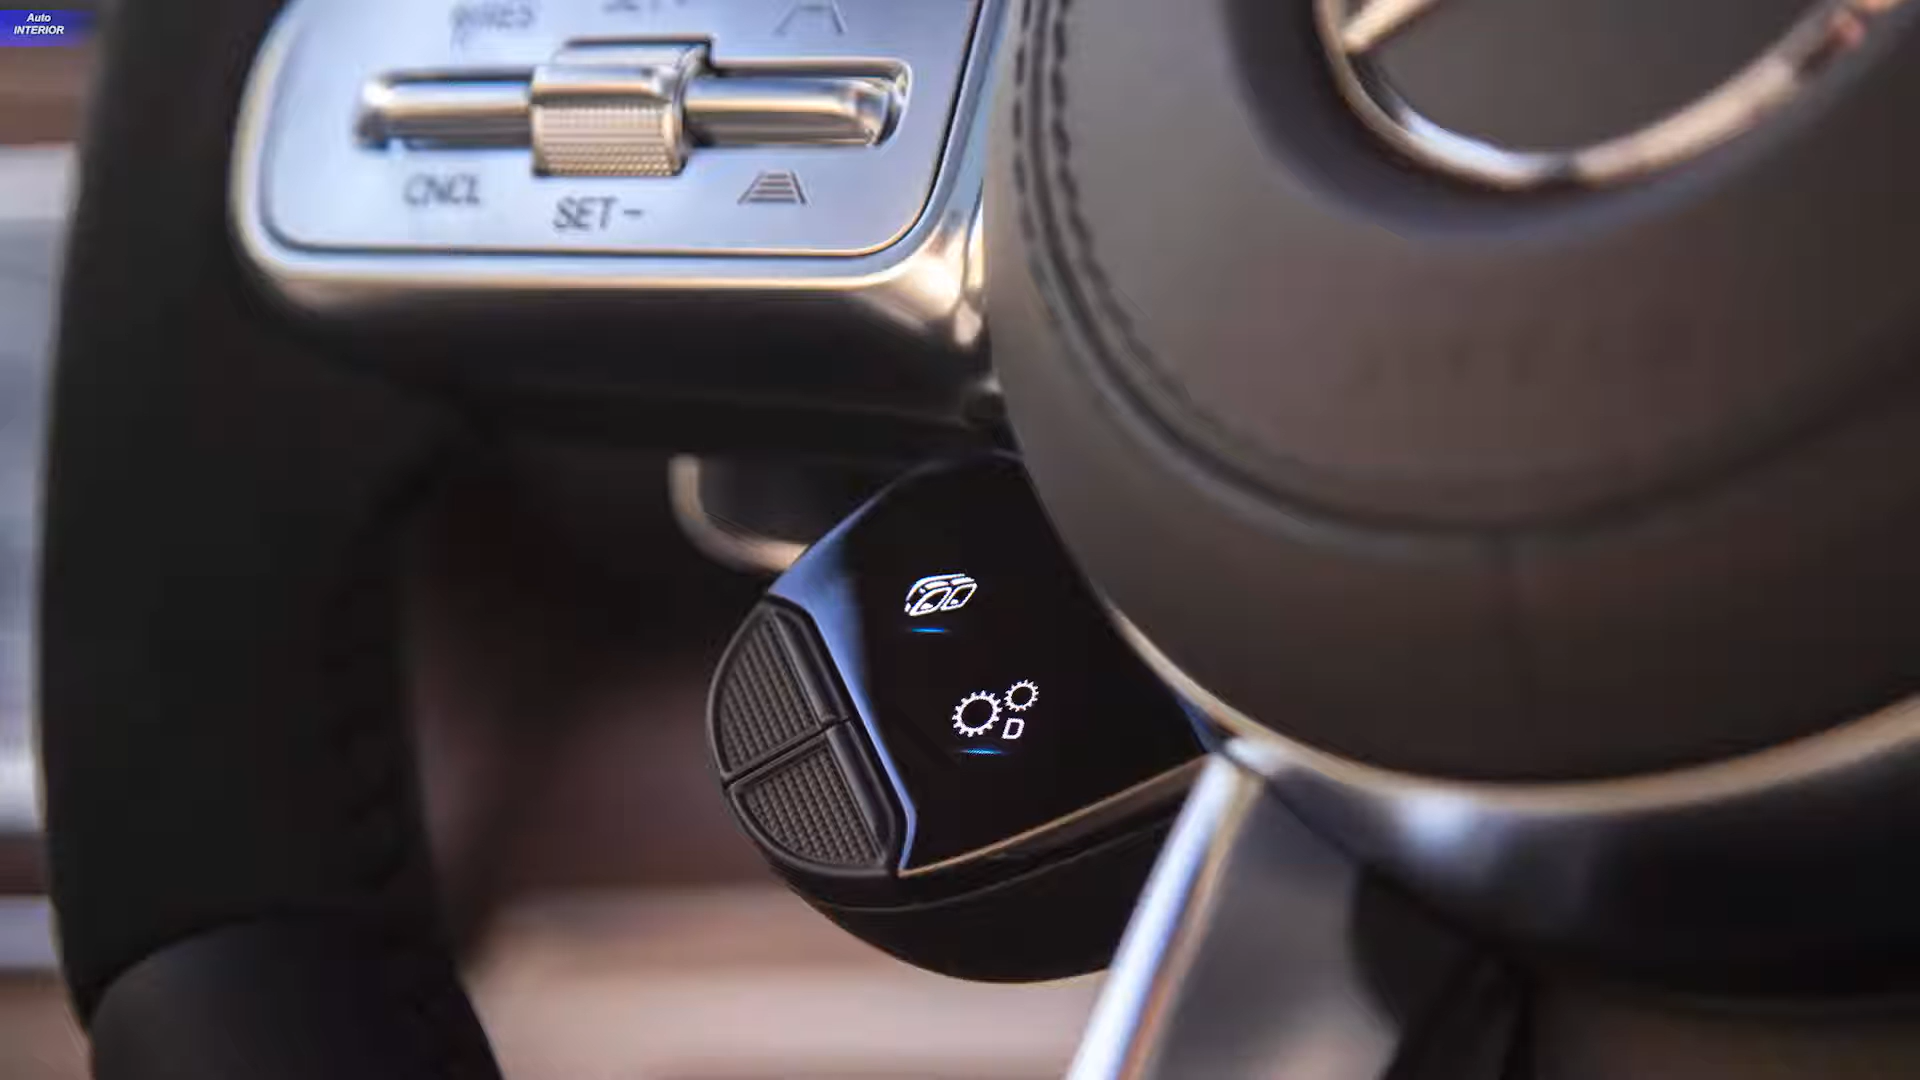 Auto
INTERIOR
CNCL
SET -
D